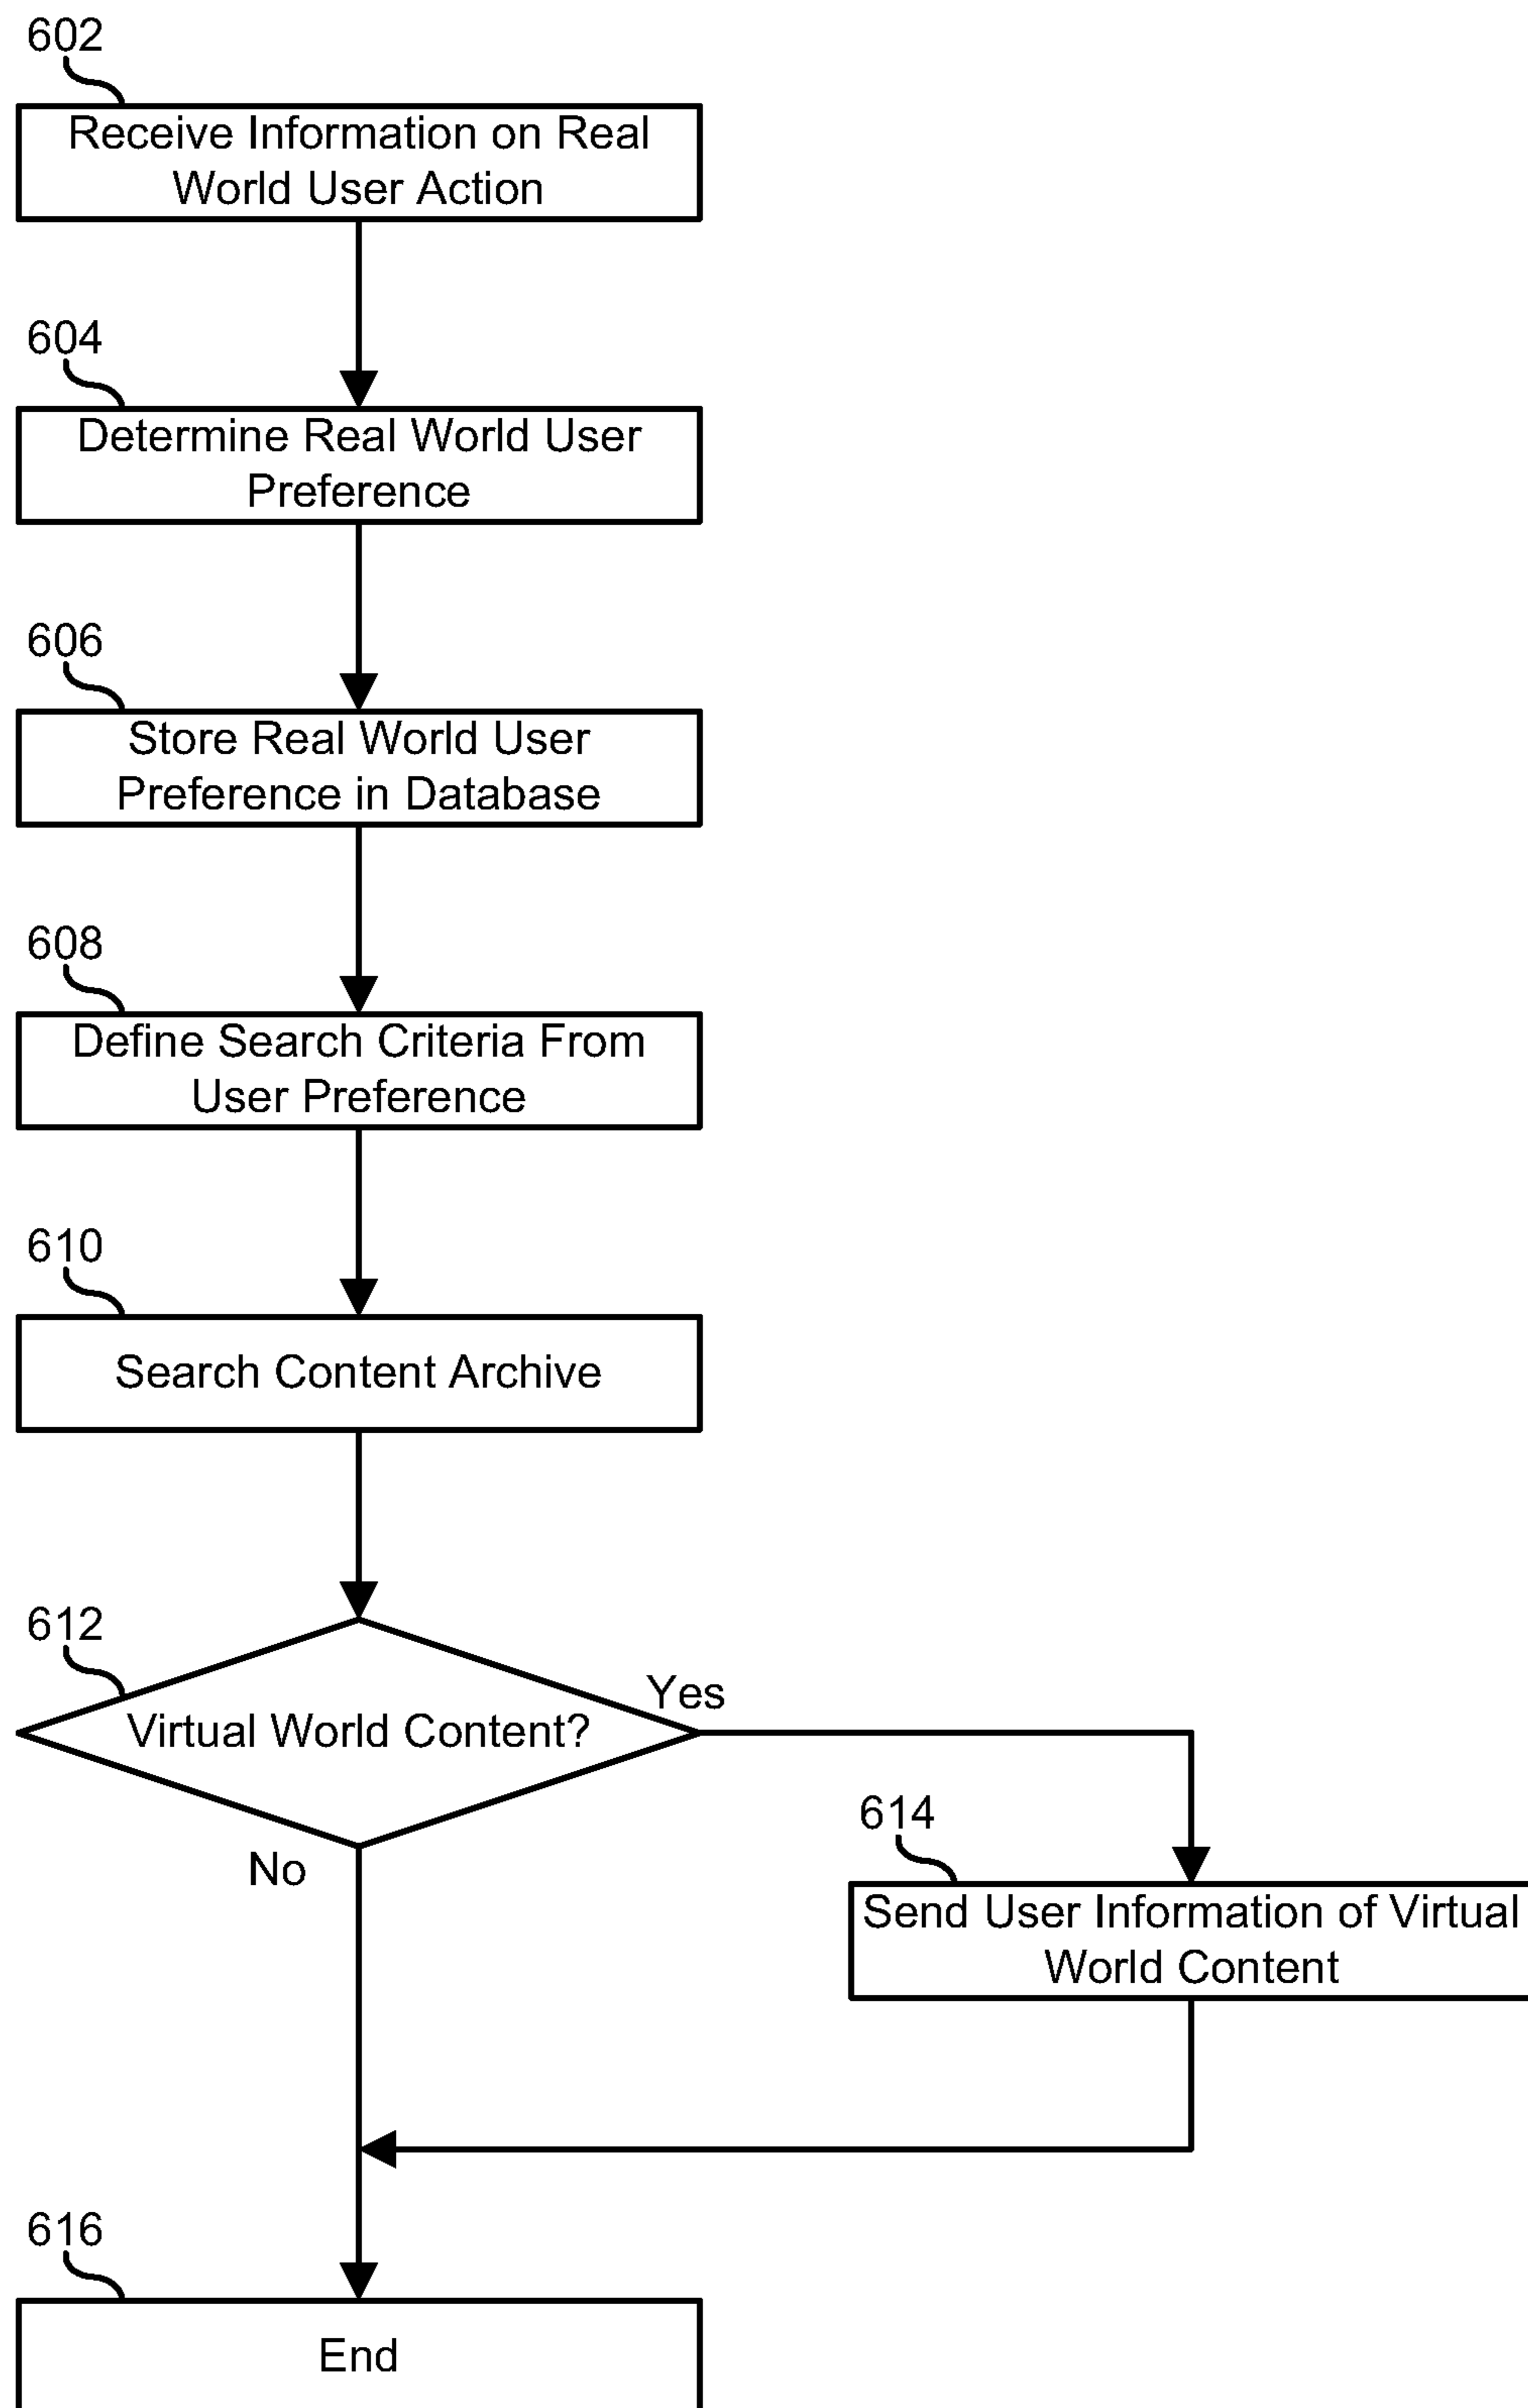 602
Receive Information on Real
World User Action
604
Determine Real World User
Preference
606
Store Real World User
Preference in Database
608
Define Search Criteria From
User Preference
610
Search Content Archive
612
Virtual World Content?
Yes
No
614
Send User Information of Virtual
World Content
616
End